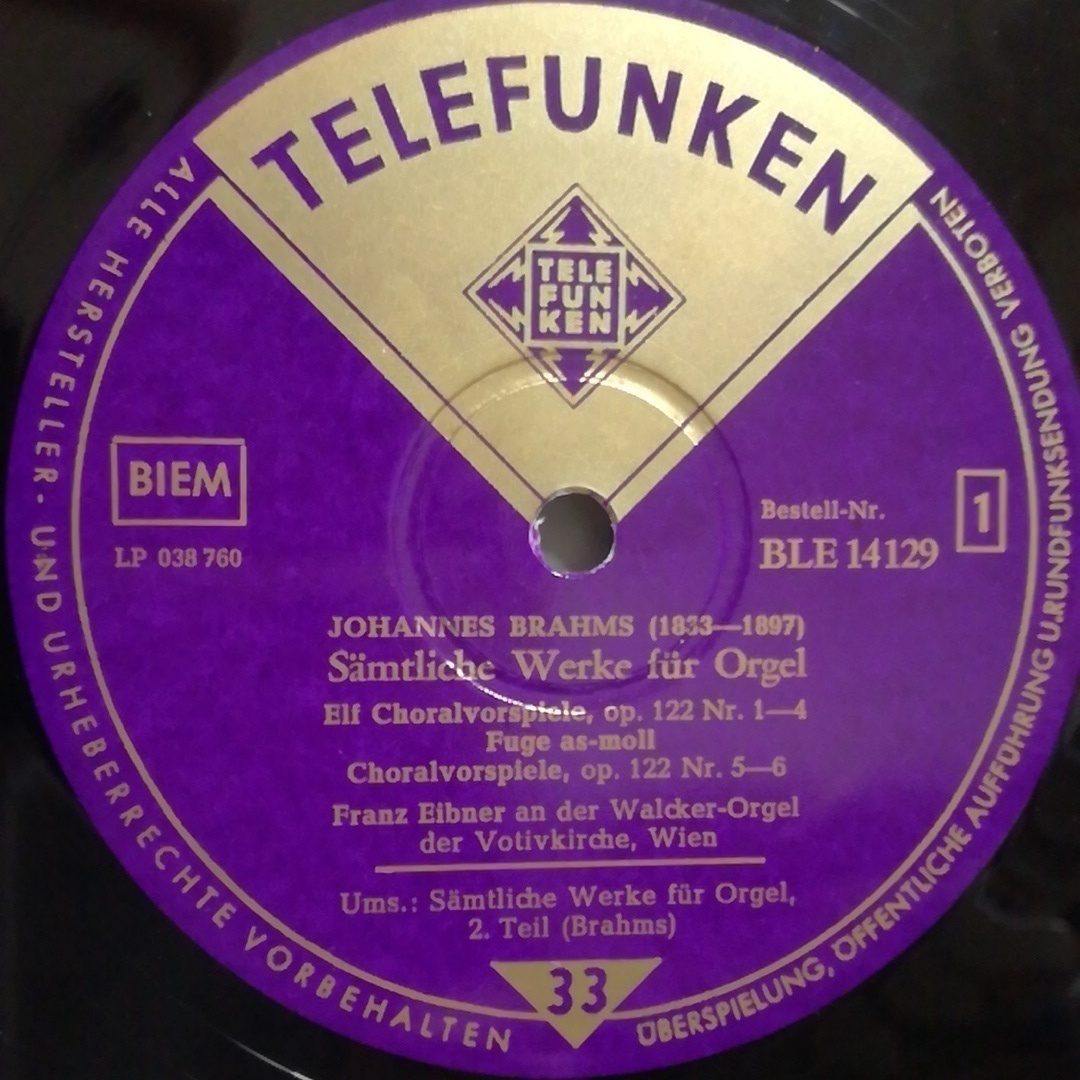 TELEFUNKEN
TELE
FUN
KEN
BIEM
LP 038 760
Bestell-Nr.
BLE 14129
1
JOHANNES BRAHMS (1833—1897)
Sämtliche Werke für Orgel
Elf Choralvorspiele, op. 122 Nr. 1—4
Fuge as-moll
Choralvorspiele, op. 122 Nr. 5—6
Franz Eibner an der Walcker-Orgel
der Votivkirche, Wien
Ums.: Sämtliche Werke für Orgel,
2. Teil (Brahms)
33
ALLE HERSTELLER- UND URHEBERRECHTE VORBEHALTEN
ÜBERSPIELUNG, ÖFFENTLICHE AUFFÜHRUNG U. RUNDFUNKSENDUNG VERBOTEN